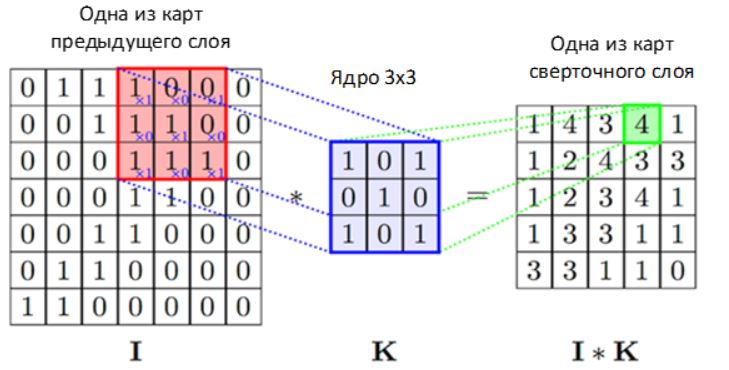 Одна из карт
предыдущего слоя
Одна из карт
сверточного слоя
Ядро 3х3
0 1 1 1 0 0 0
×1 ×0 ×1
0 0 1 1 1 0 0
×0 ×1 ×0
0 0 0 1 1 1 0
×1 ×0 ×1
0 0 0 1 1 0 0
0 0 1 1 0 0 0
0 1 1 0 0 0 0
1 1 0 0 0 0 0
*
1 0 1
0 1 0
1 0 1
=
1 4 3 4 1
1 2 4 3 3
1 2 3 4 1
1 3 3 1 1
3 3 1 1 0
I
K
I * K